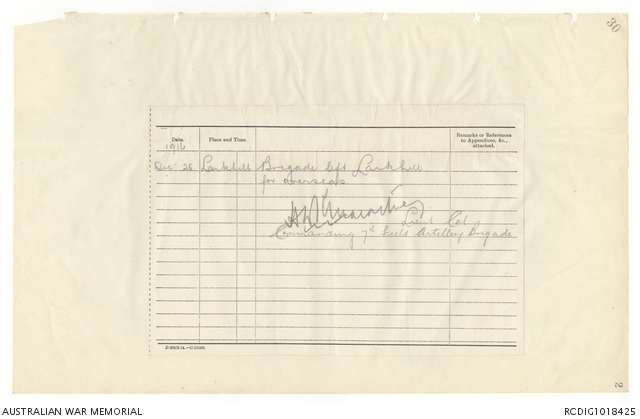 30
Date. Place and Time. Remarks or References
to Appendices, &c.,
attached.
1916
Dec 28 Larkhill Brigade left Larkhill
for overseas
Lieut Col
Commanding 7th Field Artillery Brigade
AUSTRALIAN WAR MEMORIAL
RCDIG1018425